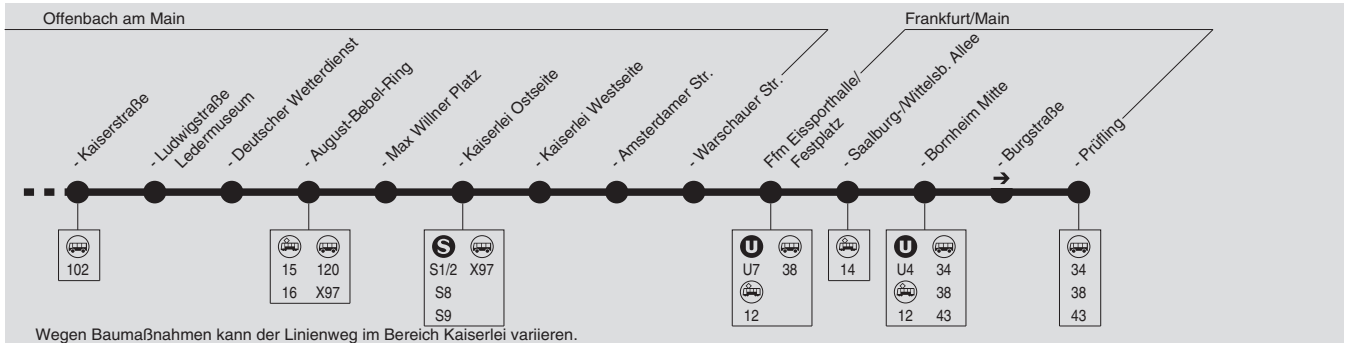 Offenbach am Main
Frankfurt/Main
- Kaiserstraße
- Ludwigstraße
Ledermuseum
- Deutscher Wetterdienst
- August-Bebel-Ring
- Max Willner Platz
- Kaiserlei Ostseite
- Kaiserlei Westseite
- Amsterdamer Str.
- Warschauer Str.
Ffm Eissporthalle/
Festplatz
- Saalburg-/Wittelsb. Allee
- Bornheim Mitte
- Burgstraße
- Prüfling
102
15 120
16 X97
S
S1/2 X97
S8
S9
U
U7 38
12
14
U
U4 34
38
12 43
34
38
43
Wegen Baumaßnahmen kann der Linienweg im Bereich Kaiserlei variieren.